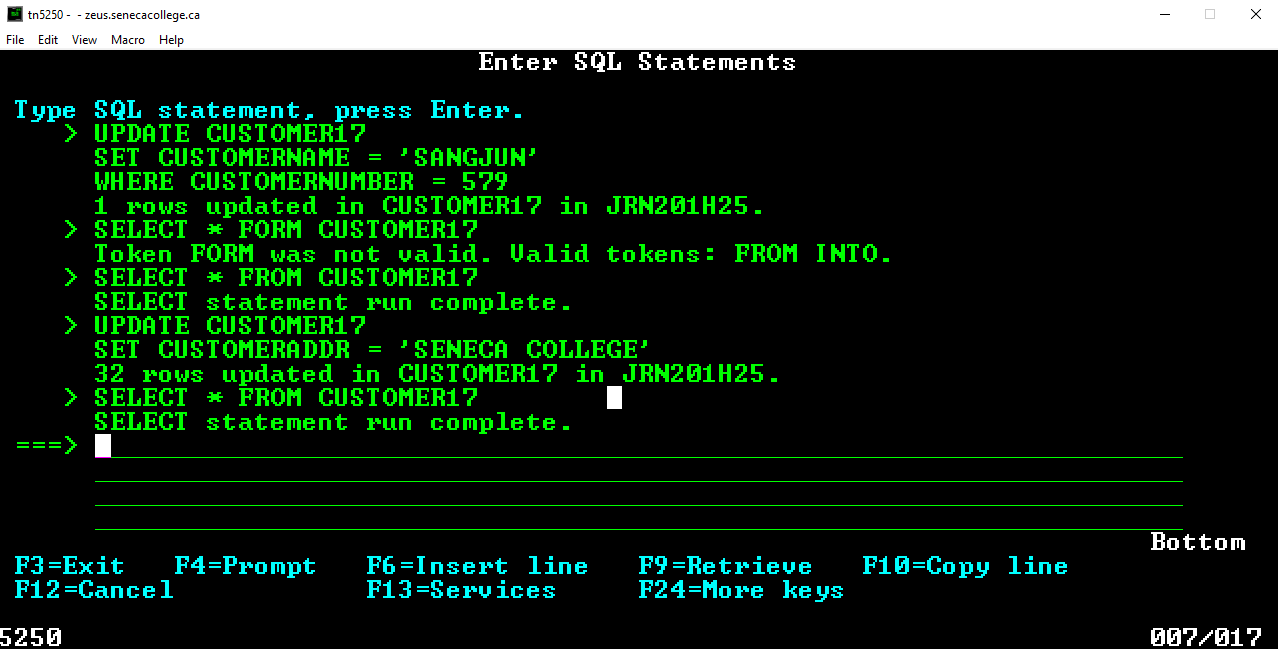 tn5250 - - zeus.senecacollege.ca
File Edit View Macro Help
Enter SQL Statements
Type SQL statement, press Enter.
> UPDATE CUSTOMER17
SET CUSTOMERNAME = 'SANGJUN'
WHERE CUSTOMERNUMBER = 579
1 rows updated in CUSTOMER17 in JRN201H25.
> SELECT * FORM CUSTOMER17
Token FORM was not valid. Valid tokens: FROM INTO.
> SELECT * FROM CUSTOMER17
SELECT statement run complete.
> UPDATE CUSTOMER17
SET CUSTOMERADDR = 'SENECA COLLEGE'
32 rows updated in CUSTOMER17 in JRN201H25.
> SELECT * FROM CUSTOMER17
SELECT statement run complete.
===>
Bottom
F3=Exit F4=Prompt F6=Insert line F9=Retrieve F10=Copy line
F12=Cancel F13=Services F24=More keys
5250 007/017